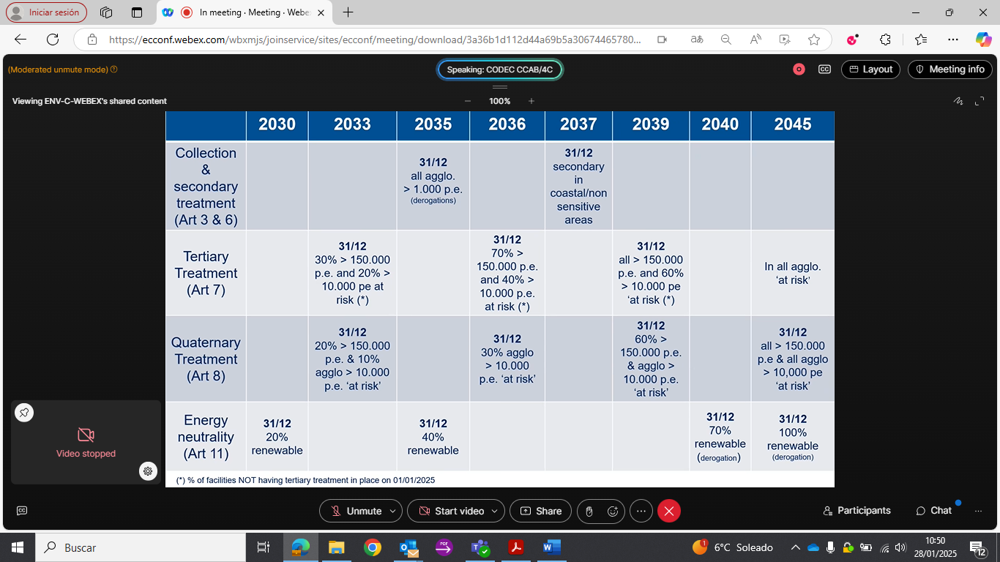 Iniciar sesión
In meeting · Meeting · Webex
https://ecconf.webex.com/wbxmjs/joinservice/sites/ecconf/meeting/download/3a36b1d112d44a69b5a30674465780...
(Moderated unmute mode)
Speaking: CODEC CCAB/4C
CC
Layout
Meeting info
Viewing ENV-C-WEBEX's shared content
100%
2030
2033
2035
2036
2037
2039
2040
2045
Collection
&
secondary
treatment
(Art 3 & 6)
31/12
all agglo.
> 1.000 p.e.
(derogations)
31/12
secondary
in
coastal/non
sensitive
areas
Tertiary
Treatment
(Art 7)
31/12
30% > 150.000
p.e. and 20% >
10.000 pe at
risk (*)
31/12
70% >
150.000 p.e.
and 40% >
10.000 p.e.
at risk (*)
31/12
all > 150.000
p.e. and 60%
> 10.000 pe
‘at risk (*)
In all agglo.
‘at risk’
Quaternary
Treatment
(Art 8)
31/12
20% > 150.000
p.e. & 10%
agglo > 10.000
p.e. ‘at risk’
31/12
30% agglo
> 10.000
p.e. ‘at risk’
31/12
60% >
150.000 p.e.
& agglo >
10.000 p.e.
‘at risk’
31/12
all > 150.000
p.e & all agglo
> 10,000 pe
‘at risk’
Energy
neutrality
(Art 11)
31/12
20%
renewable
31/12
40%
renewable
31/12
70%
renewable
(derogation)
31/12
100%
renewable
(derogation)
(*) % of facilities NOT having tertiary treatment in place on 01/01/2025
Video stopped
Unmute
Start video
Share
Participants
Chat
Buscar
PDF
1
6°C Soleado
10:50
28/01/2025
12